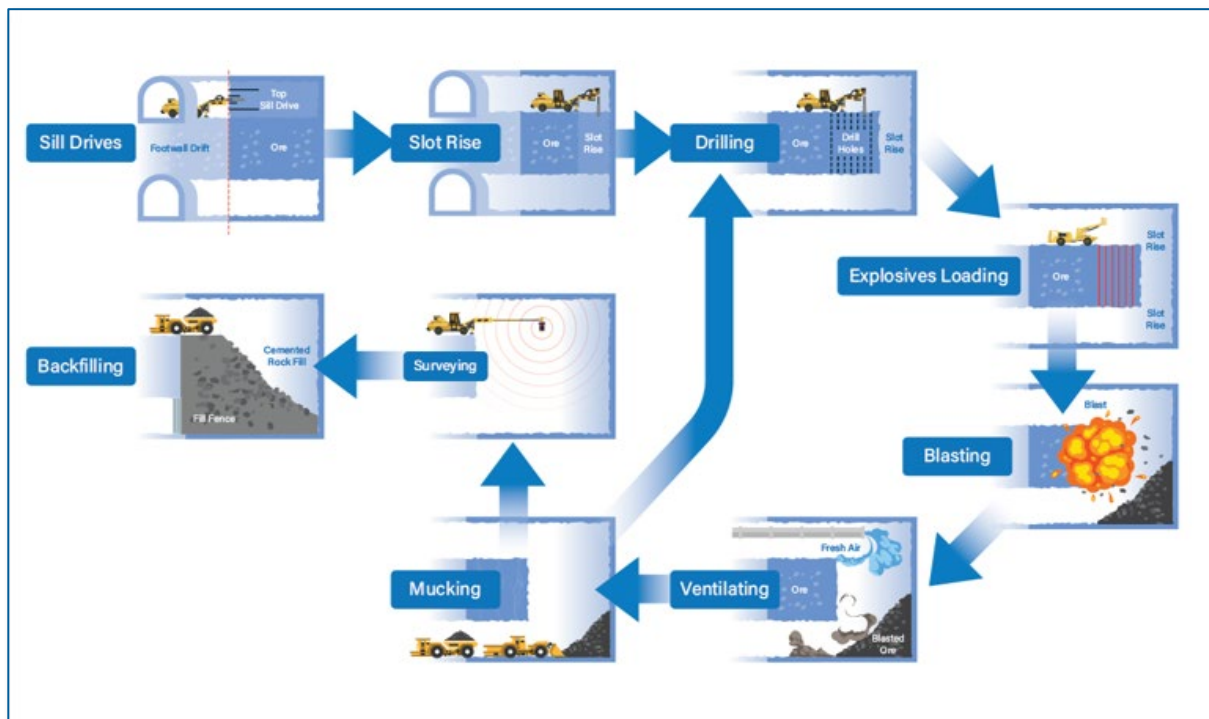 Sill Drives
Top
Sill Drive
Footwall Drift
Ore
Slot Rise
Ore
Slot
Rise
Drilling
Ore
Drill
Holes
Slot
Rise
Explosives Loading
Slot
Rise
Ore
Slot
Rise
Blasting
Blast
Ventilating
Fresh Air
Ore
Blasted
Ore
Mucking
Surveying
Backfilling
Cemented
Rock Fill
Fill Fence